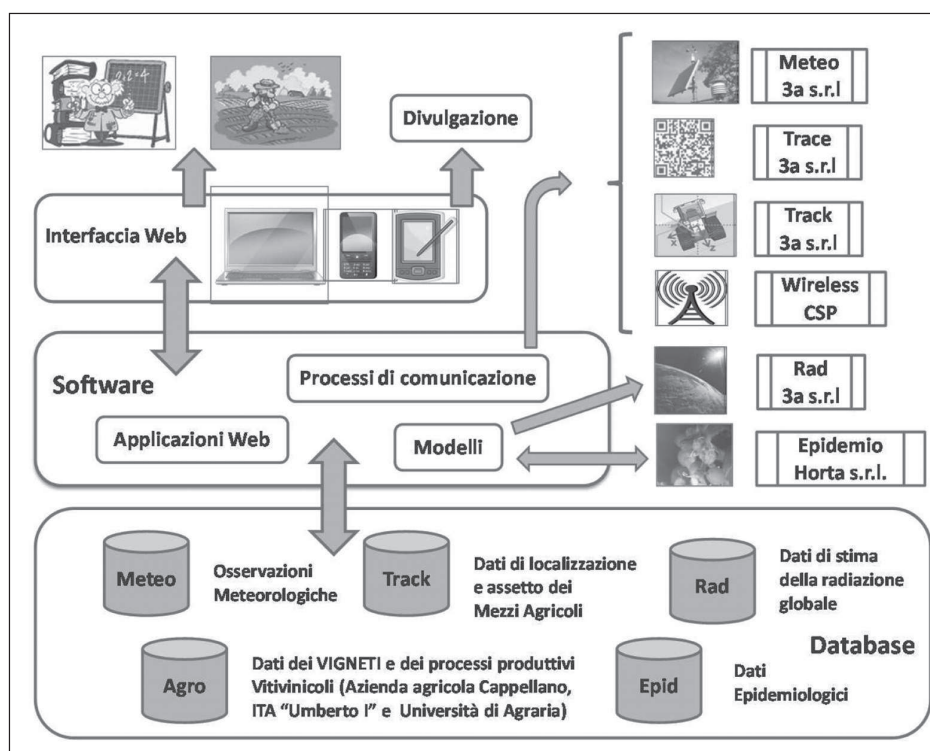 2,2=4
Divulgazione
Interfaccia Web
Meteo
3a s.r.l
Trace
3a s.r.l
Track
3a s.r.l
Wireless
CSP
Rad
3a s.r.l
Epidemio
Horta s.r.l.
Software
Processi di comunicazione
Applicazioni Web
Modelli
Meteo
Osservazioni
Meteorologiche
Track
Dati di localizzazione
e assetto dei
Mezzi Agricoli
Rad
Dati di stima
della radiazione
globale
Database
Agro
Dati dei VIGNETI e dei processi produttivi
Vitivinicoli (Azienda agricola Cappellano,
ITA “Umberto I” e Università di Agraria)
Epid
Dati
Epidemiologici